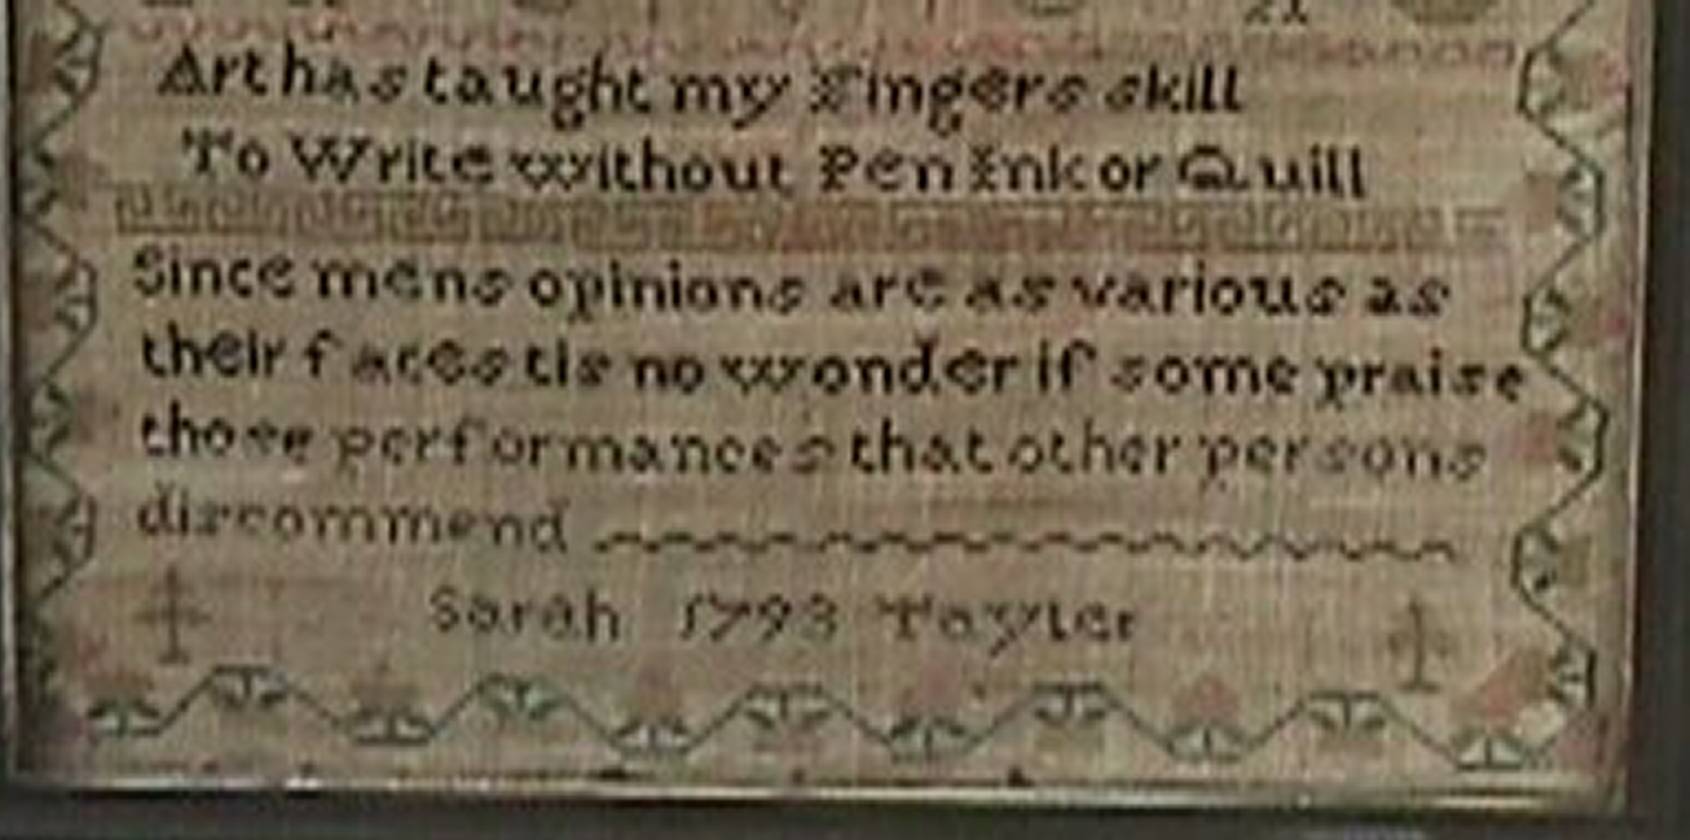 Art has taught my Fingers skill
To Write without Pen Ink or Quill
Since mens opinions are as various as
their faces tis no wonder if some praise
those performances that other persons
discommend
Sarah 1793 Tayler